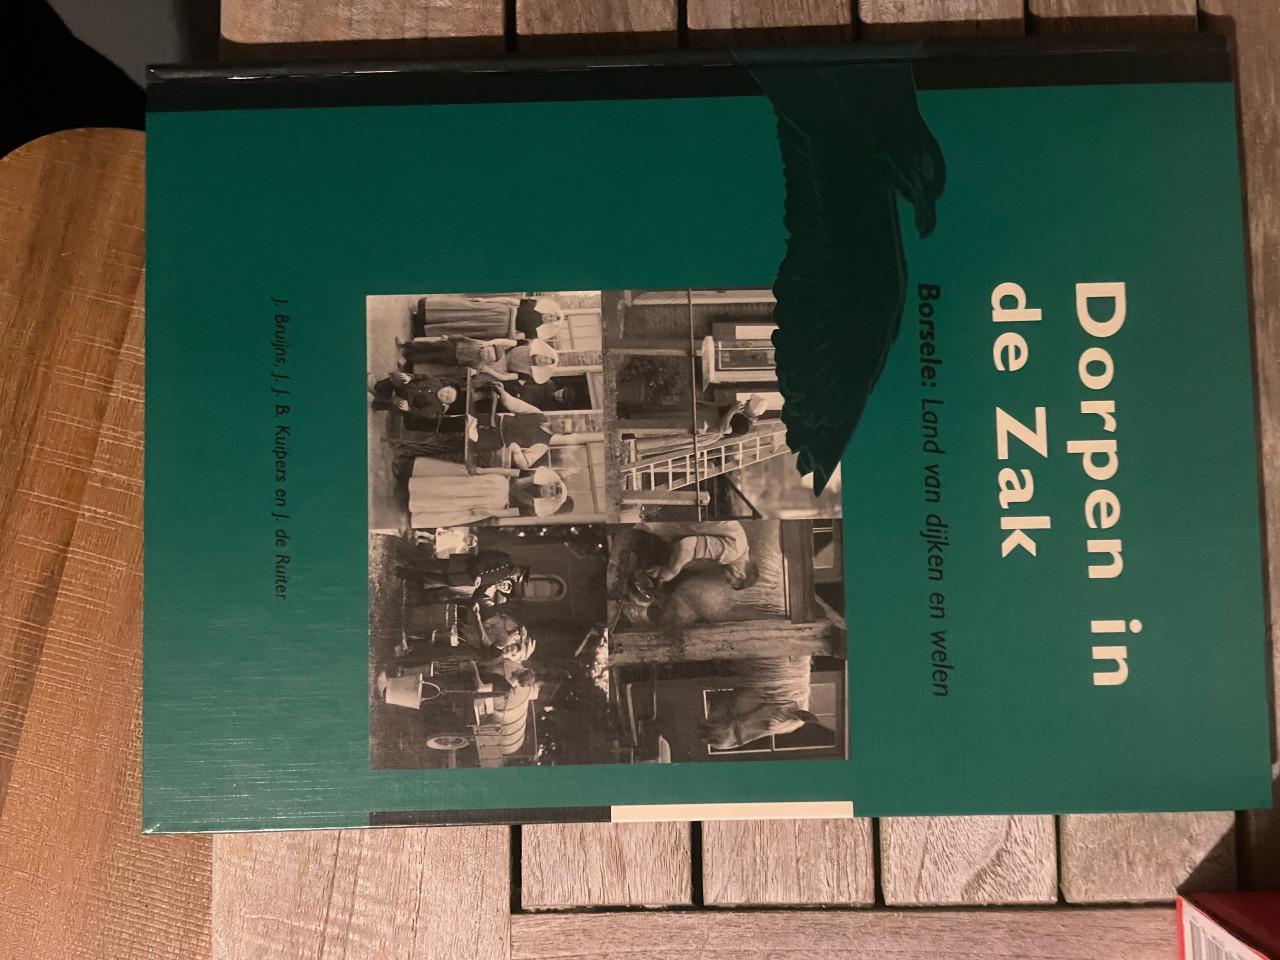 Dorpen in
de Zak
Borsele: Land van dijken en welen
J. Bruijns, J. J. B. Kuipers en J. de Ruiter